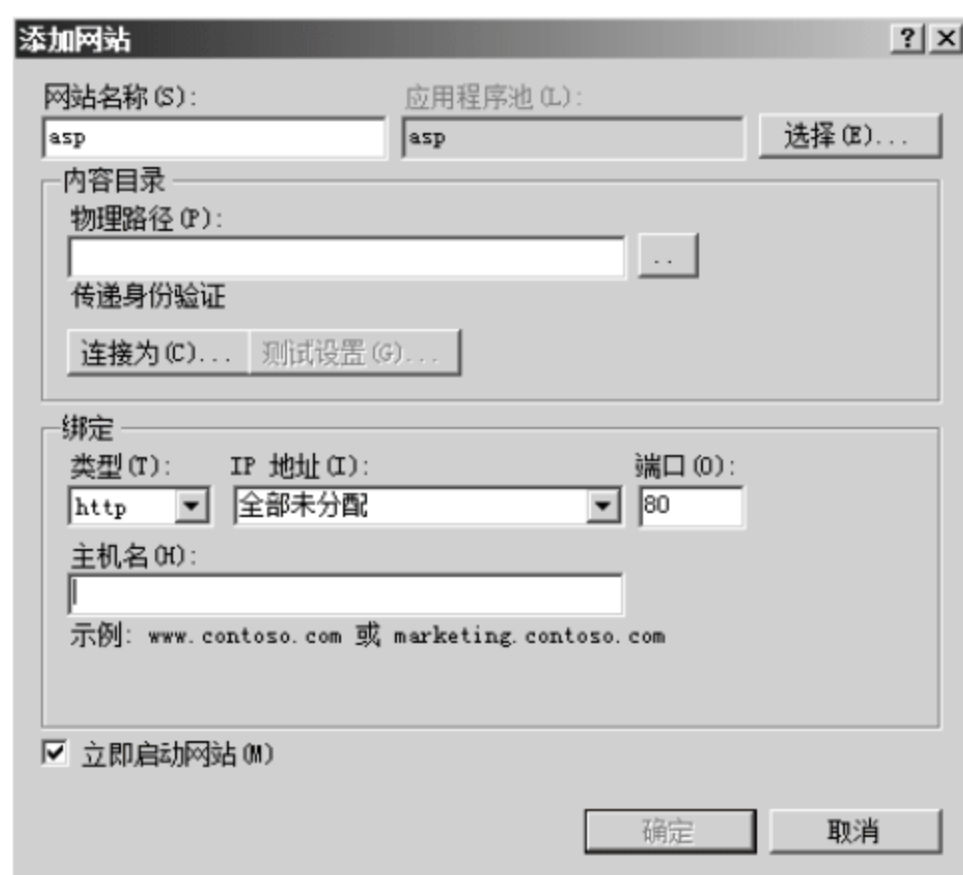 添加网站
网站名称(S): 应用程序池(L):
asp asp 选择(E)...
内容目录
物理路径(P):
..
传递身份验证
连接为(C)... 测试设置(G)...
绑定
类型(T): IP 地址(I): 端口(O):
http 全部未分配 80
主机名(H):
示例: www.contoso.com 或 marketing.contoso.com
立即启动网站(M)
确定 取消